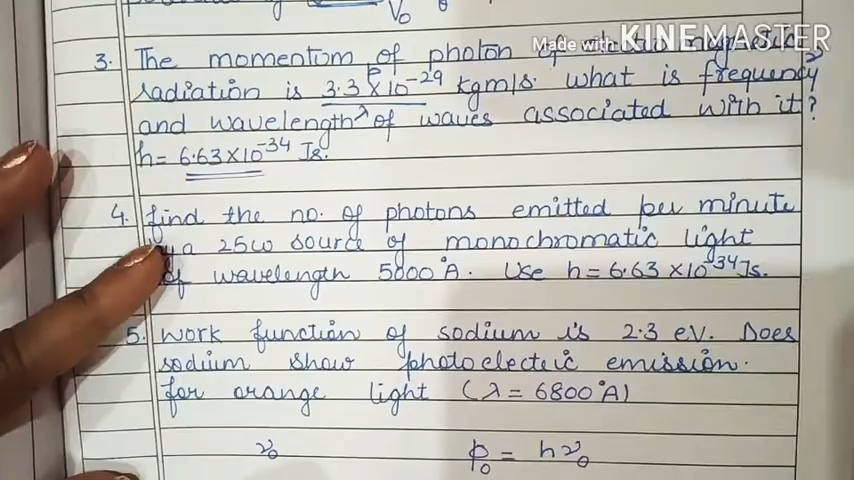 V₀ θ
Made with KINEMASTER
3. The momentum of photon of
radiation is 3.3 × 10⁻²⁹ kgm/s. what is frequency ν
and wavelength λ of waves associated with it?
h = 6.63×10⁻³⁴ Js.
4. find the no. of photons emitted per minute
by a 25w source of monochromatic light
of wavelength 5000°A. Use h = 6.63 ×10⁻³⁴ Js.
5. Work function of sodium is 2.3 eV. Does
sodium show photoelectric emission.
for orange light (λ = 6800°A)
ν₀ φ₀ = hν₀